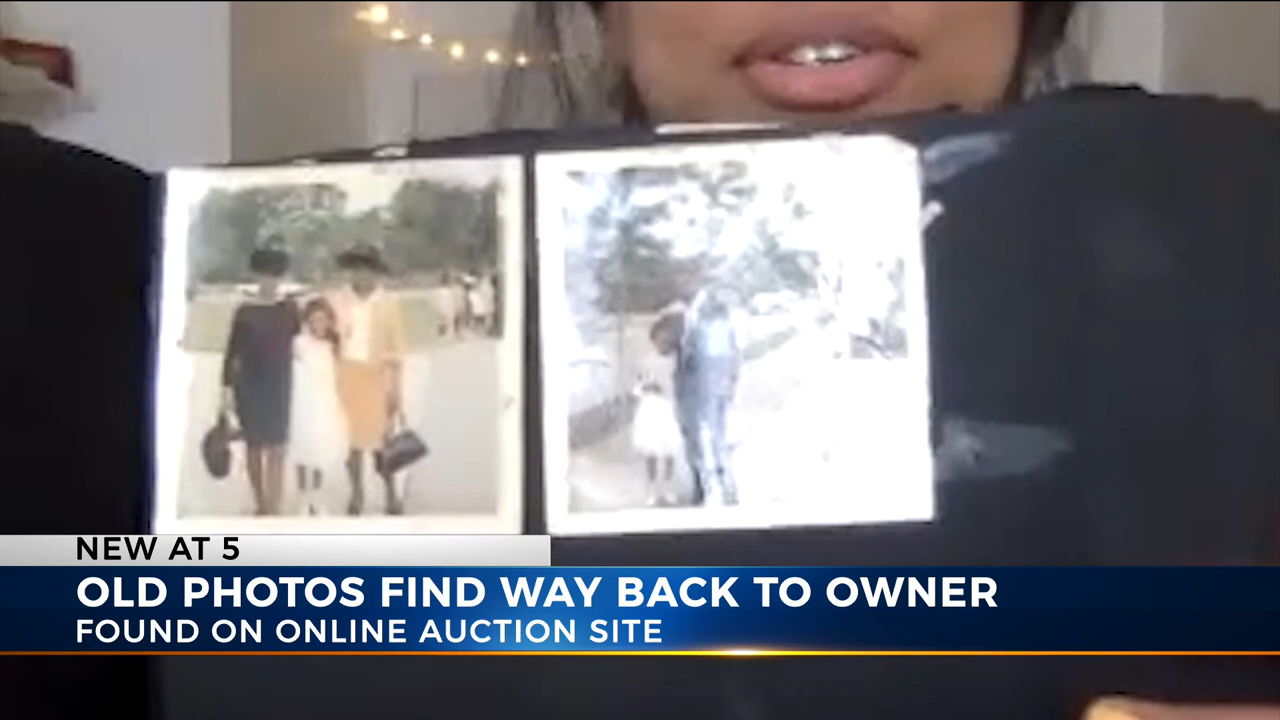 NEW AT 5
OLD PHOTOS FIND WAY BACK TO OWNER
FOUND ON ONLINE AUCTION SITE